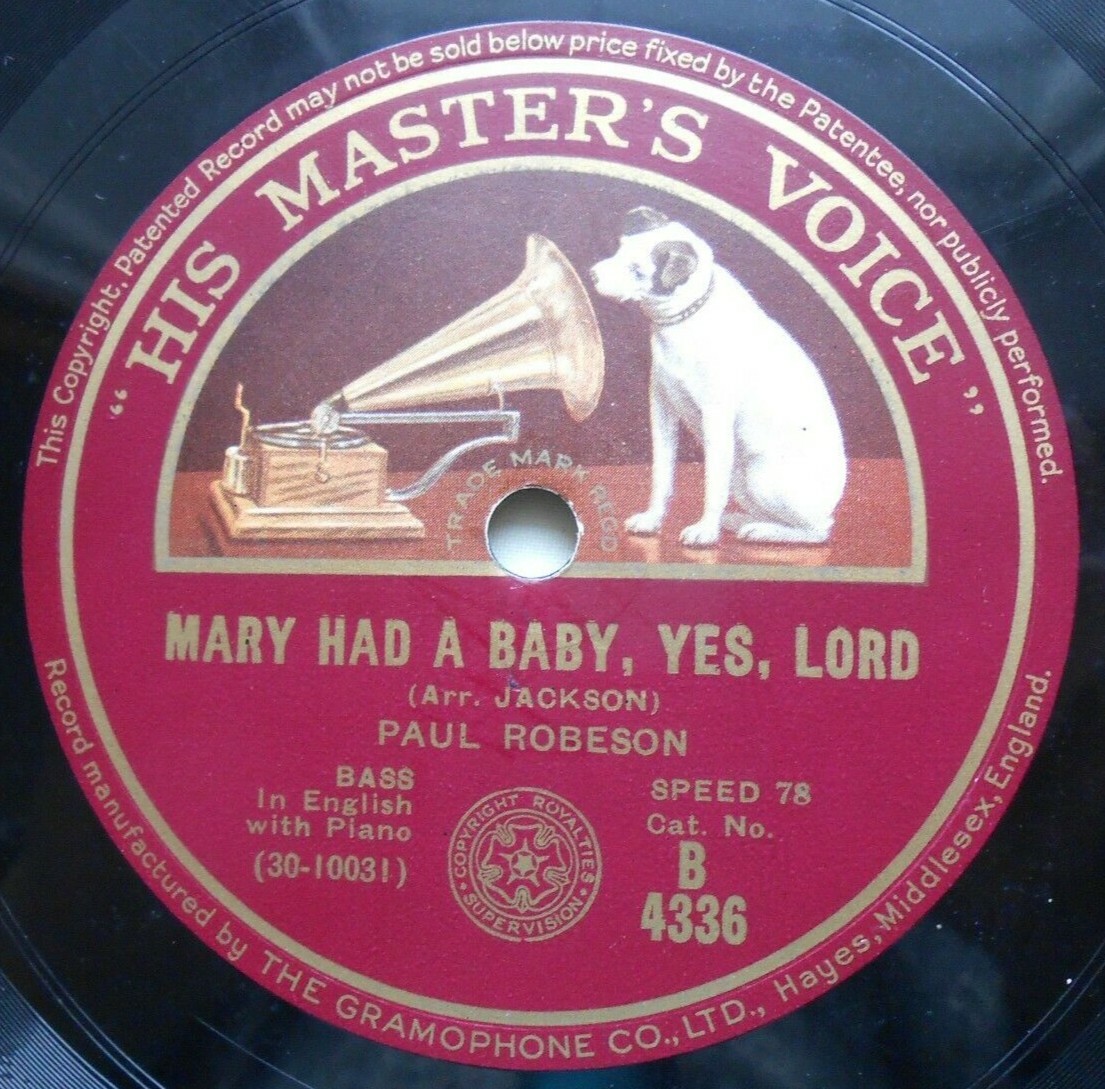 This Copyright, Patented Record may not be sold below price fixed by the Patentee, nor publicly performed.
“HIS MASTER'S VOICE”
TRADE MARK REGD
MARY HAD A BABY, YES, LORD
(Arr. JACKSON)
PAUL ROBESON
BASS
In English
with Piano
(30-10031)
COPYRIGHT ROYALTIES
• SUPERVISION •
SPEED 78
Cat. No.
B
4336
Record manufactured by THE GRAMOPHONE CO., LTD., Hayes, Middlesex, England.